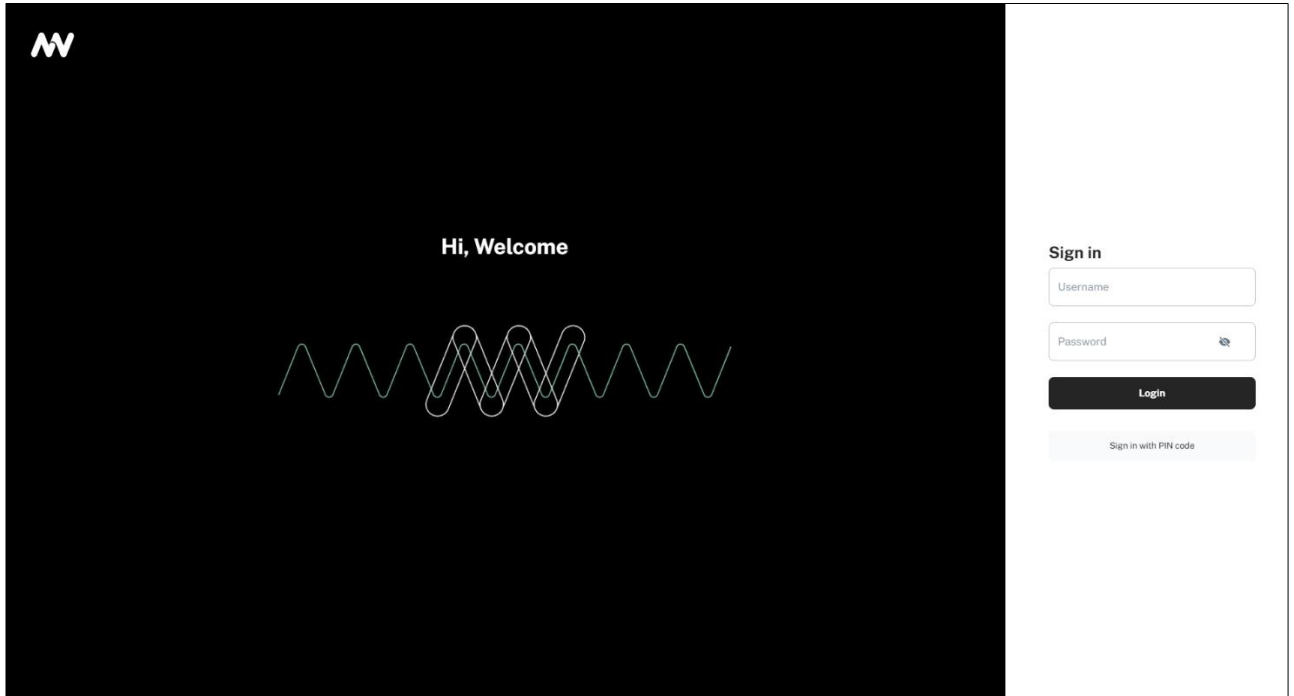 Hi, Welcome
Sign in
Username
Password
Login
Sign in with PIN code